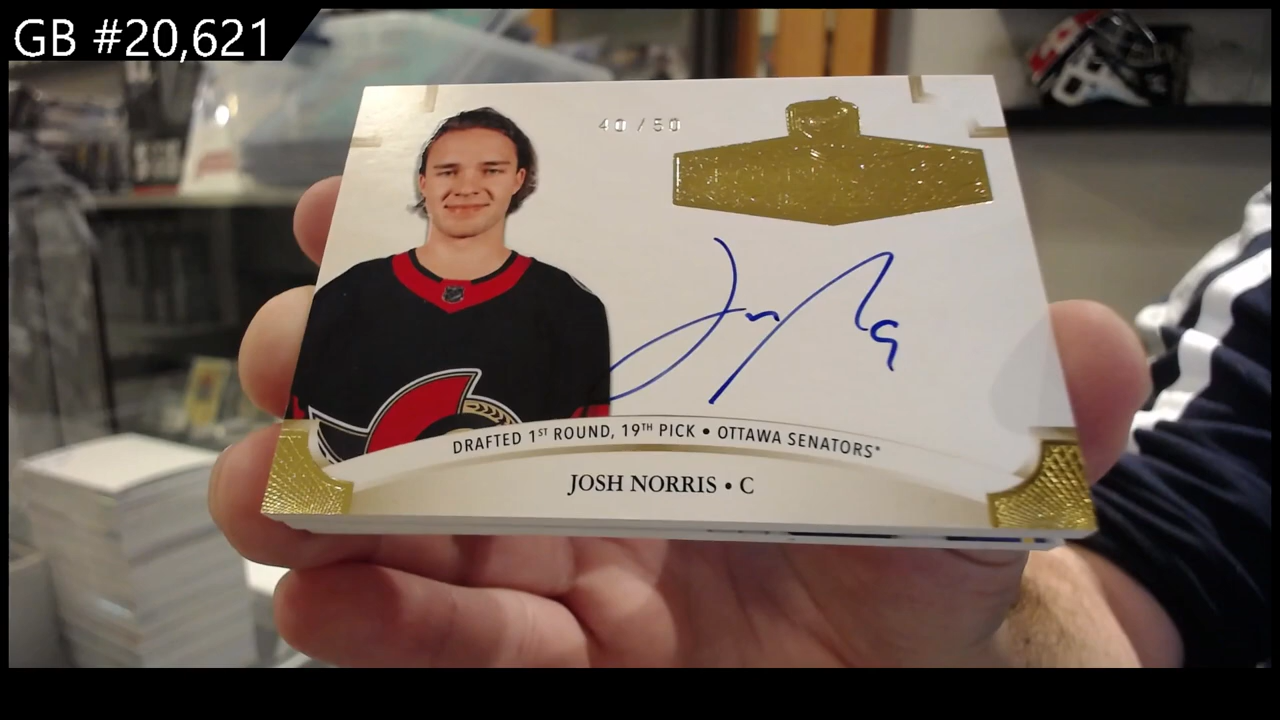 GB #20,621
40/50
DRAFTED 1ST ROUND, 19TH PICK • OTTAWA SENATORS®
JOSH NORRIS • C